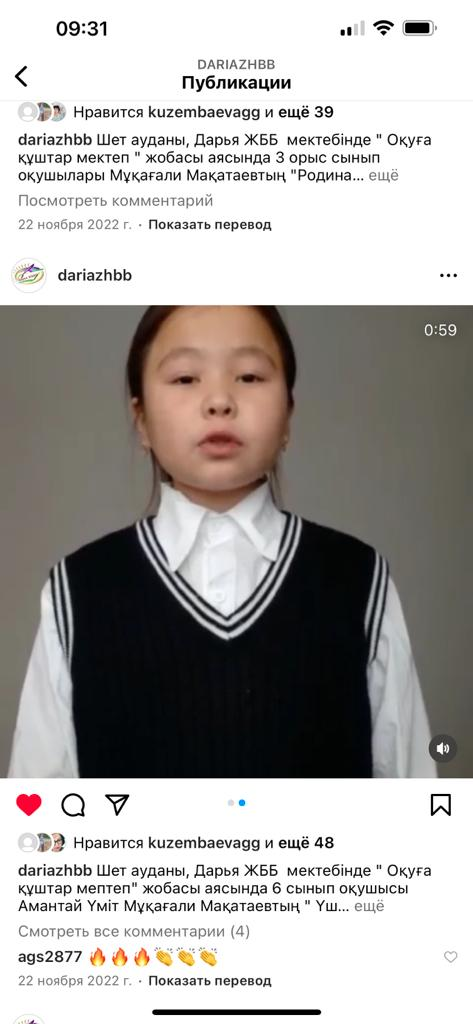 09:31
DARIAZHBB
Публикации
Нравится kuzembaevagg и ещё 39
dariazhbb Шет ауданы, Дарья ЖББ мектебінде " Оқуға
құштар мектеп " жобасы аясында 3 орыс сынып
оқушылары Мұқағали Мақатаевтың "Родина... ещё
Посмотреть комментарий
22 ноября 2022 г. · Показать перевод
dariazhbb
0:59
Нравится kuzembaevagg и ещё 48
dariazhbb Шет ауданы, Дарья ЖББ мектебінде " Оқуға
құштар мептеп" жобасы аясында 6 сынып оқушысы
Амантай Үміт Мұқағали Мақатаевтың " Үш... ещё
Смотреть все комментарии (4)
ags2877 🔥🔥🔥👏👏👏
22 ноября 2022 г. · Показать перевод